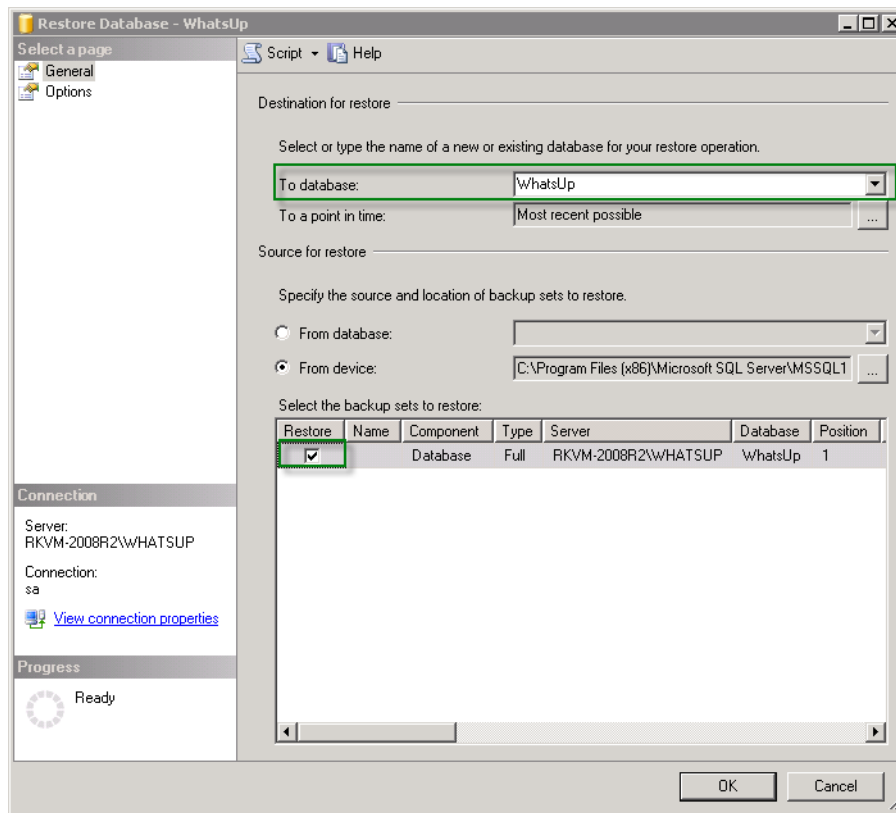 Restore Database - WhatsUp
Select a page
General
Options
Script
Help
Destination for restore
Select or type the name of a new or existing database for your restore operation.
To database: WhatsUp
To a point in time: Most recent possible ...
Source for restore
Specify the source and location of backup sets to restore.
From database:
From device: C:\Program Files (x86)\Microsoft SQL Server\MSSQL1 ...
Select the backup sets to restore:
Restore Name Component Type Server Database Position
Database Full RKVM-2008R2\WHATSUP WhatsUp 1
Connection
Server:
RKVM-2008R2\WHATSUP
Connection:
sa
View connection properties
Progress
Ready
OK Cancel